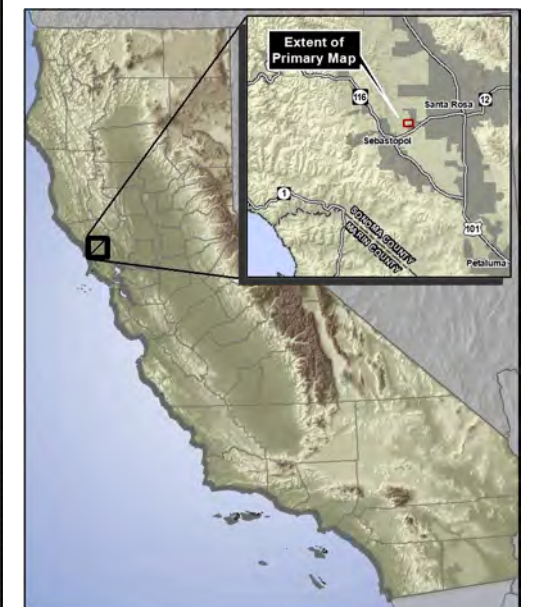 Extent of
Primary Map
116
Santa Rosa
12
Sebastopol
1
SONOMA COUNTY
MARIN COUNTY
101
Petaluma